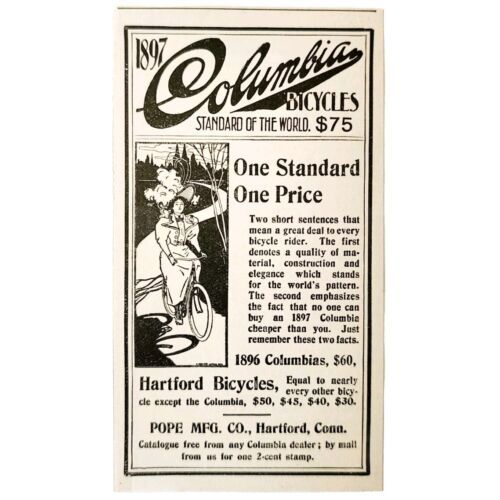 1897
Columbia
BICYCLES
STANDARD OF THE WORLD. $75
One Standard
One Price
Two short sentences that
mean a great deal to every
bicycle rider. The first
denotes a quality of ma-
terial, construction and
elegance which stands
for the world's pattern.
The second emphasizes
the fact that no one can
buy an 1897 Columbia
cheaper than you. Just
remember these two facts.
1896 Columbias, $60,
Hartford Bicycles, Equal to nearly
every other bicy-
cle except the Columbia, $50, $45, $40, $30.
POPE MFG. CO., Hartford, Conn.
Catalogue free from any Columbia dealer; by mail
from us for one 2-cent stamp.